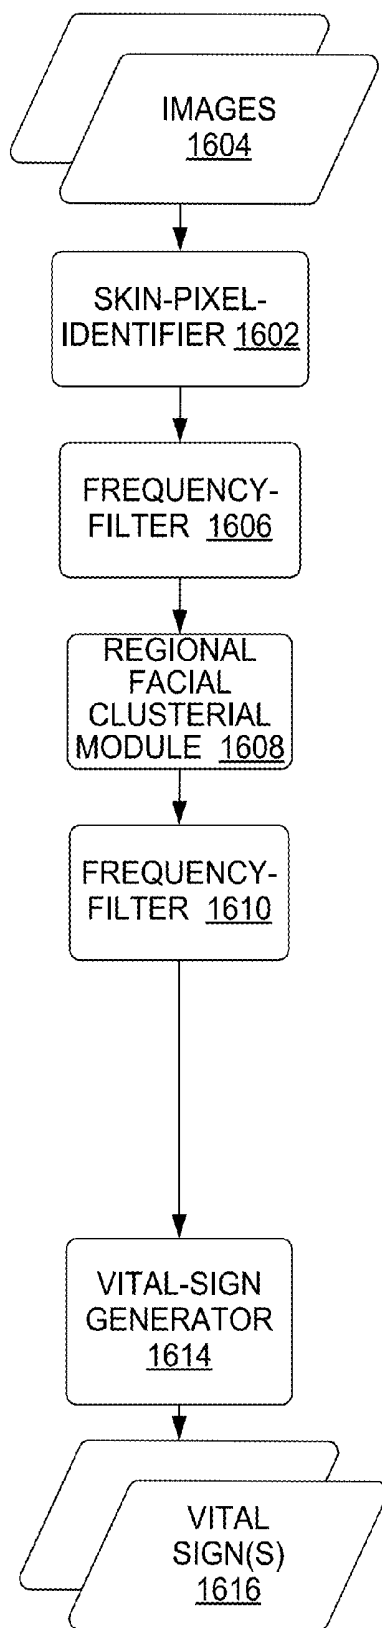 IMAGES
1604
SKIN-PIXEL-
IDENTIFIER 1602
FREQUENCY-
FILTER 1606
REGIONAL
FACIAL
CLUSTERIAL
MODULE 1608
FREQUENCY-
FILTER 1610
VITAL-SIGN
GENERATOR
1614
VITAL
SIGN(S)
1616